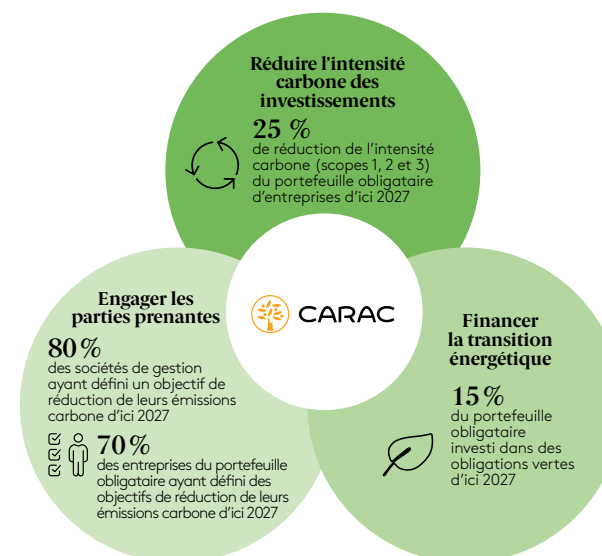 Réduire l'intensité
carbone des
investissements
25 %
de réduction de l'intensité
carbone (scopes 1, 2 et 3)
du portefeuille obligataire
d'entreprises d'ici 2027
CARAC
Engager les
parties prenantes
80 %
des sociétés de gestion
ayant défini un objectif de
réduction de leurs émissions
carbone d'ici 2027
70 %
des entreprises du portefeuille
obligataire ayant défini des
objectifs de réduction de leurs
émissions carbone d'ici 2027
Financer
la transition
énergétique
15 %
du portefeuille
obligataire
investi dans des
obligations vertes
d'ici 2027